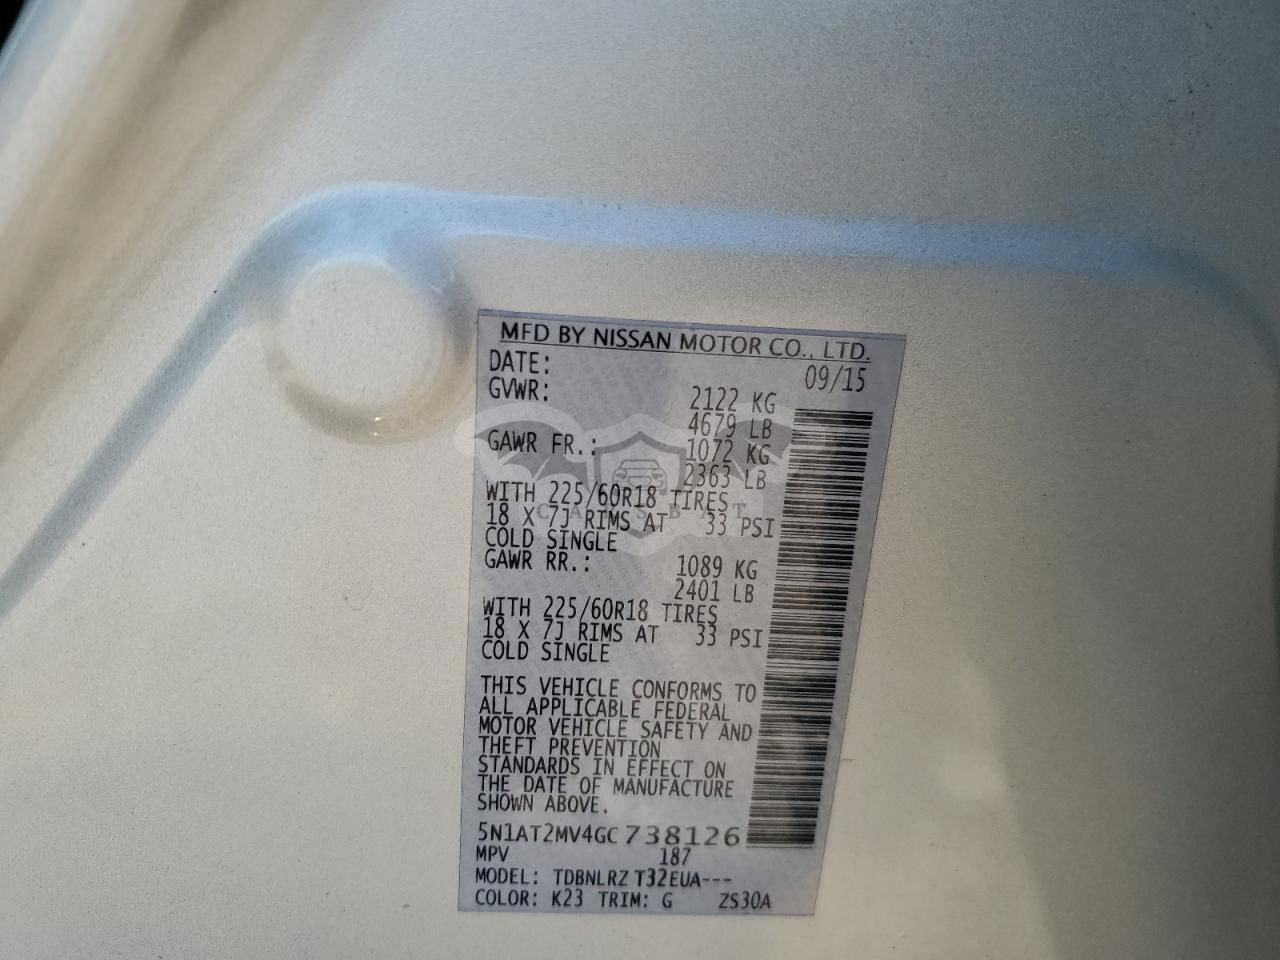 MFD BY NISSAN MOTOR CO., LTD.
DATE: 09/15
GVWR: 2122 KG
4679 LB
GAWR FR.: 1072 KG
2363 LB
WITH 225/60R18 TIRES
18 X 7J RIMS AT 33 PSI
COLD SINGLE
GAWR RR.: 1089 KG
2401 LB
WITH 225/60R18 TIRES
18 X 7J RIMS AT 33 PSI
COLD SINGLE
THIS VEHICLE CONFORMS TO
ALL APPLICABLE FEDERAL
MOTOR VEHICLE SAFETY AND
THEFT PREVENTION
STANDARDS IN EFFECT ON
THE DATE OF MANUFACTURE
SHOWN ABOVE.
5N1AT2MV4GC738126
MPV 187
MODEL: TDBNLRZ T32EUA---
COLOR: K23 TRIM: G ZS30A
CARSBAT